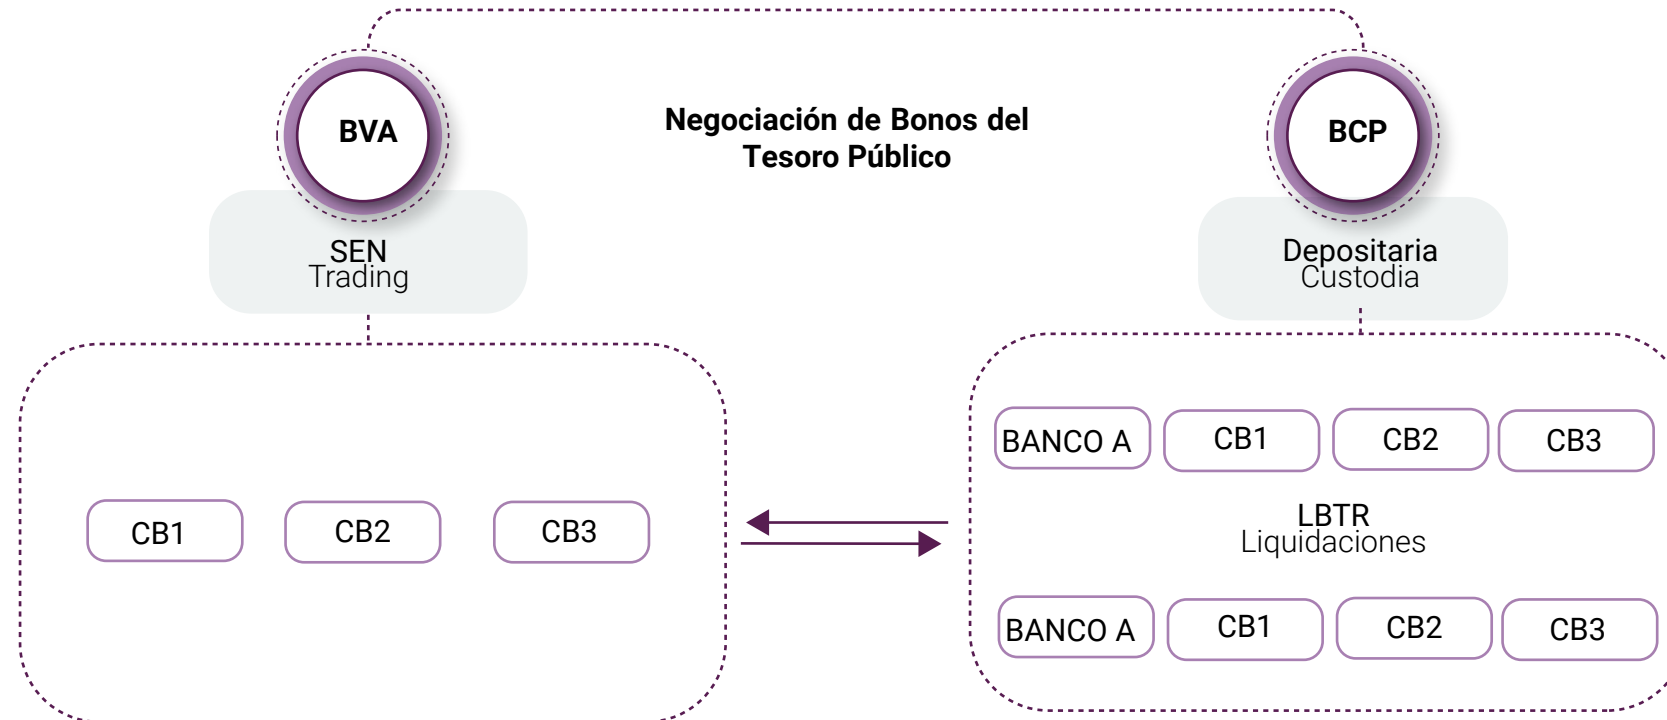 BVA
Negociación de Bonos del
Tesoro Público
BCP
SEN
Trading
Depositaria
Custodia
CB1
CB2
CB3
BANCO A
CB1
CB2
CB3
LBTR
Liquidaciones
BANCO A
CB1
CB2
CB3